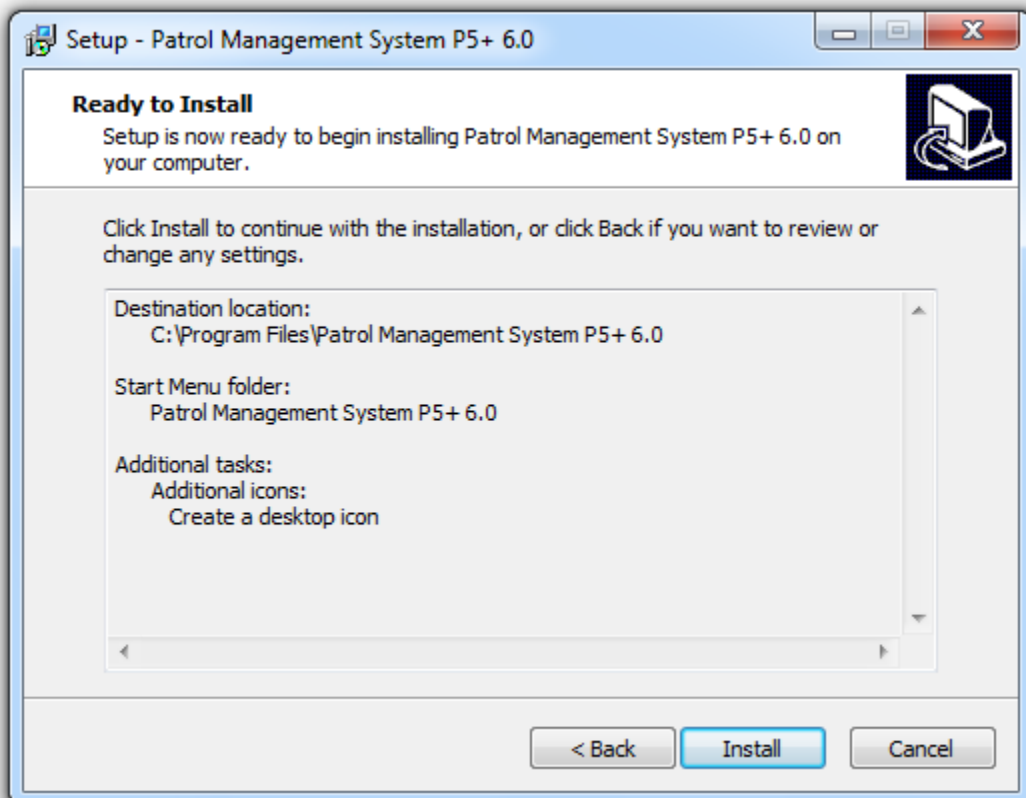 Setup - Patrol Management System P5+ 6.0
Ready to Install
Setup is now ready to begin installing Patrol Management System P5+ 6.0 on
your computer.
Click Install to continue with the installation, or click Back if you want to review or
change any settings.
Destination location:
C:\Program Files\Patrol Management System P5+ 6.0
Start Menu folder:
Patrol Management System P5+ 6.0
Additional tasks:
Additional icons:
Create a desktop icon
< Back Install Cancel